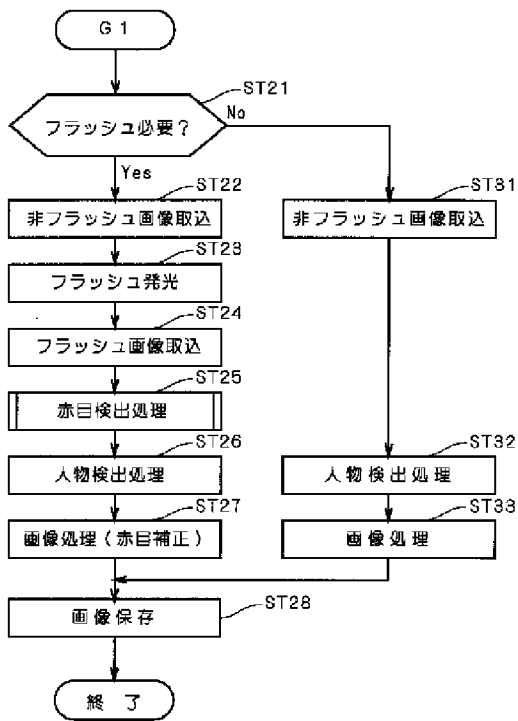 G 1
ST21
フラッシュ必要？
No
Yes
ST22
非フラッシュ画像取込
ST31
非フラッシュ画像取込
ST23
フラッシュ発光
ST24
フラッシュ画像取込
ST25
赤目検出処理
ST26
人物検出処理
ST32
人物検出処理
ST27
画像処理(赤目補正)
ST33
画像処理
ST28
画像保存
終 了